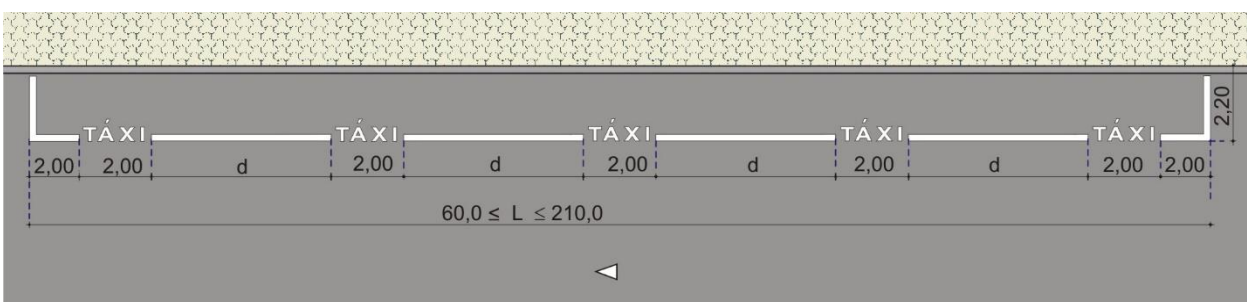 TÁXI TÁXI TÁXI TÁXI TÁXI
2,20
2,00 2,00 d 2,00 d 2,00 d 2,00 d 2,00 2,00
60,0 ≤ L ≤ 210,0